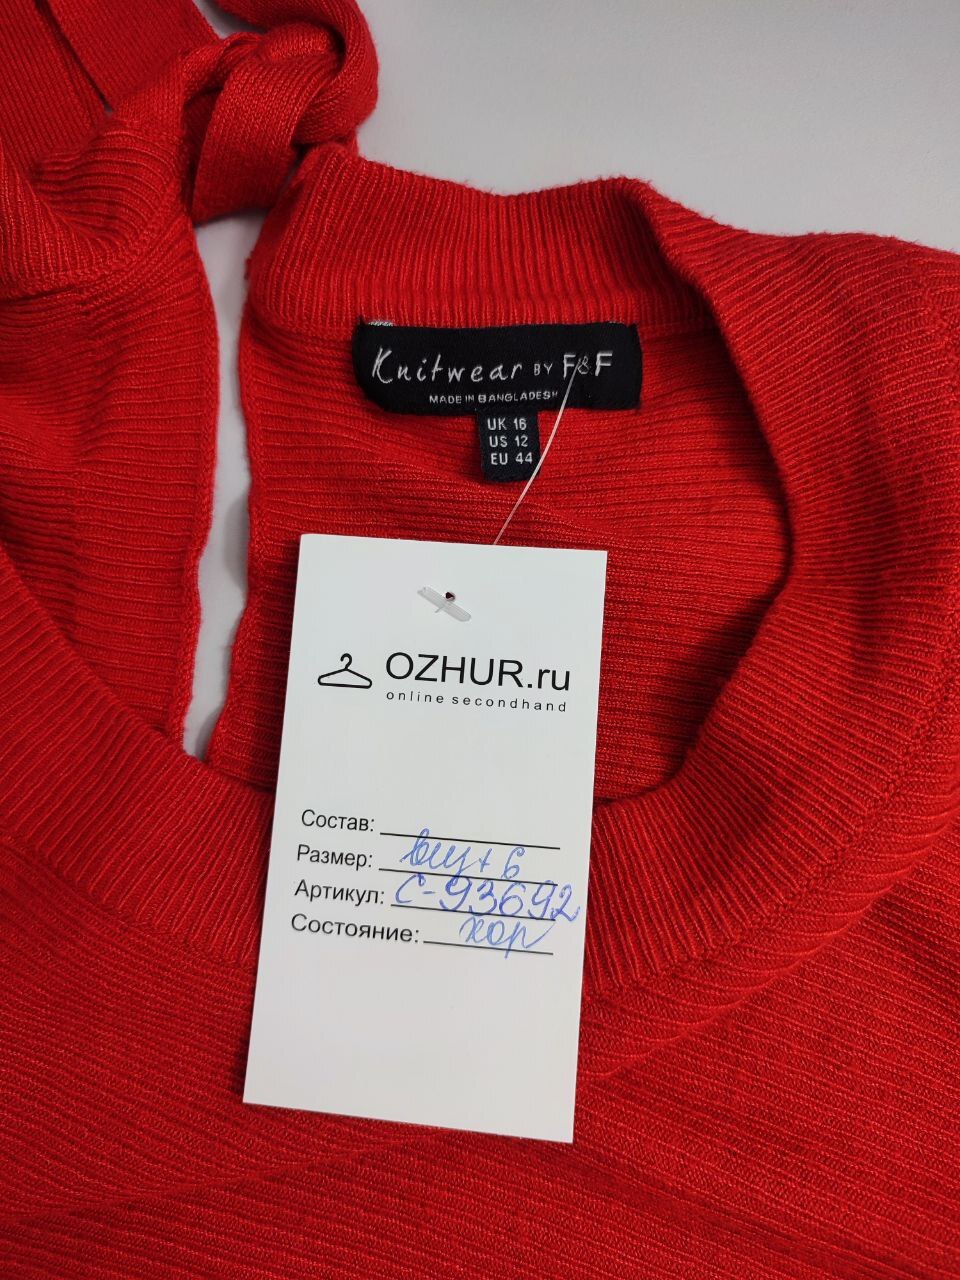 Knitwear BY F&F
MADE IN BANGLADESH
UK 16
US 12
EU 44
OZHUR.ru
online secondhand
Состав:
Размер:
Артикул: С-93692
Состояние: хор